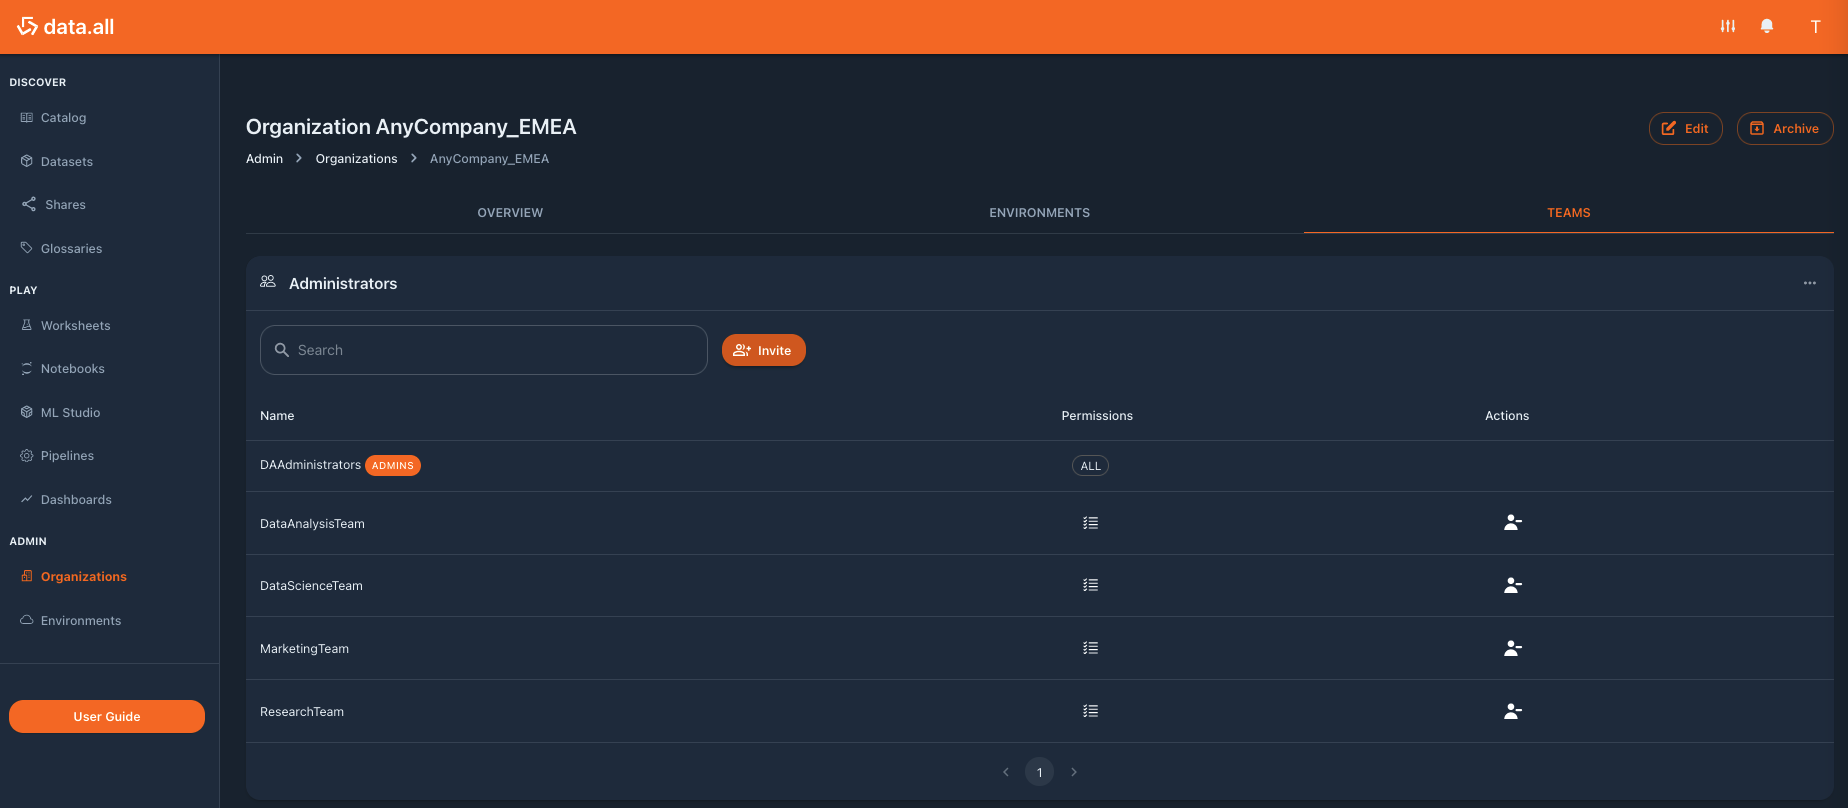 data.all
T
DISCOVER
Catalog
Datasets
Shares
Glossaries
PLAY
Worksheets
Notebooks
ML Studio
Pipelines
Dashboards
ADMIN
Organizations
Environments
User Guide
Organization AnyCompany_EMEA
Edit
Archive
Admin > Organizations > AnyCompany_EMEA
OVERVIEW
ENVIRONMENTS
TEAMS
Administrators
Search
Invite
Name Permissions Actions
DAAdministrators ADMINS ALL
DataAnalysisTeam
DataScienceTeam
MarketingTeam
ResearchTeam
1